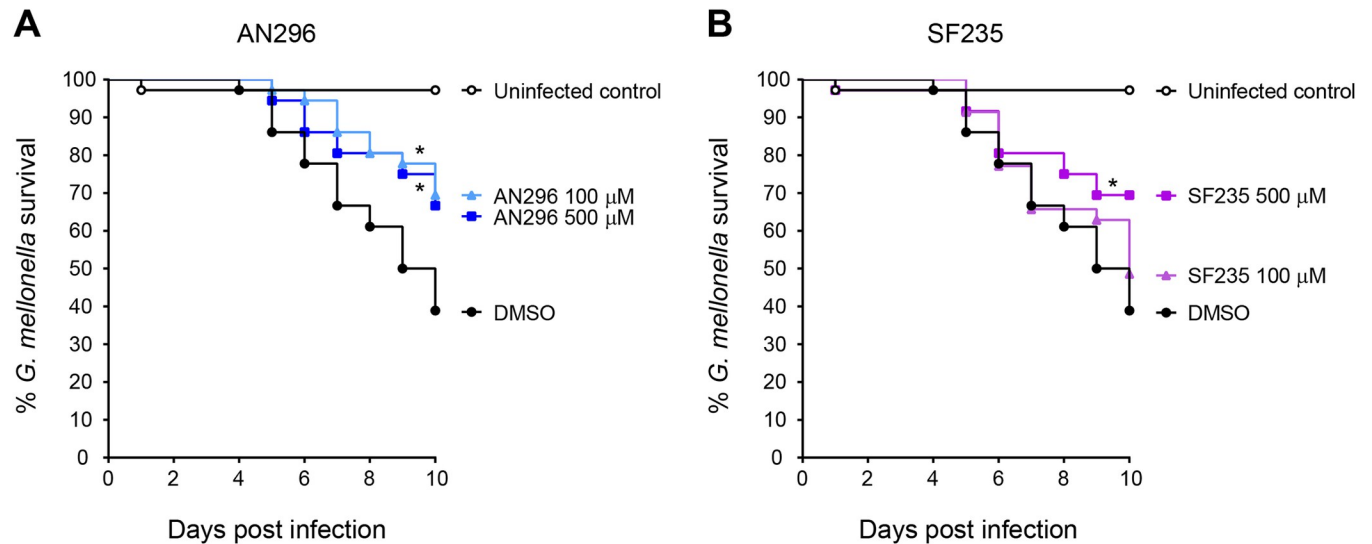 A
AN296
100
90
80
70
60
50
40
30
20
10
0
% G. mellonella survival
0 2 4 6 8 10
Days post infection
Uninfected control
*
*
AN296 100 μM
AN296 500 μM
DMSO
B
SF235
100
90
80
70
60
50
40
30
20
10
0
% G. mellonella survival
0 2 4 6 8 10
Days post infection
Uninfected control
*
SF235 500 μM
SF235 100 μM
DMSO